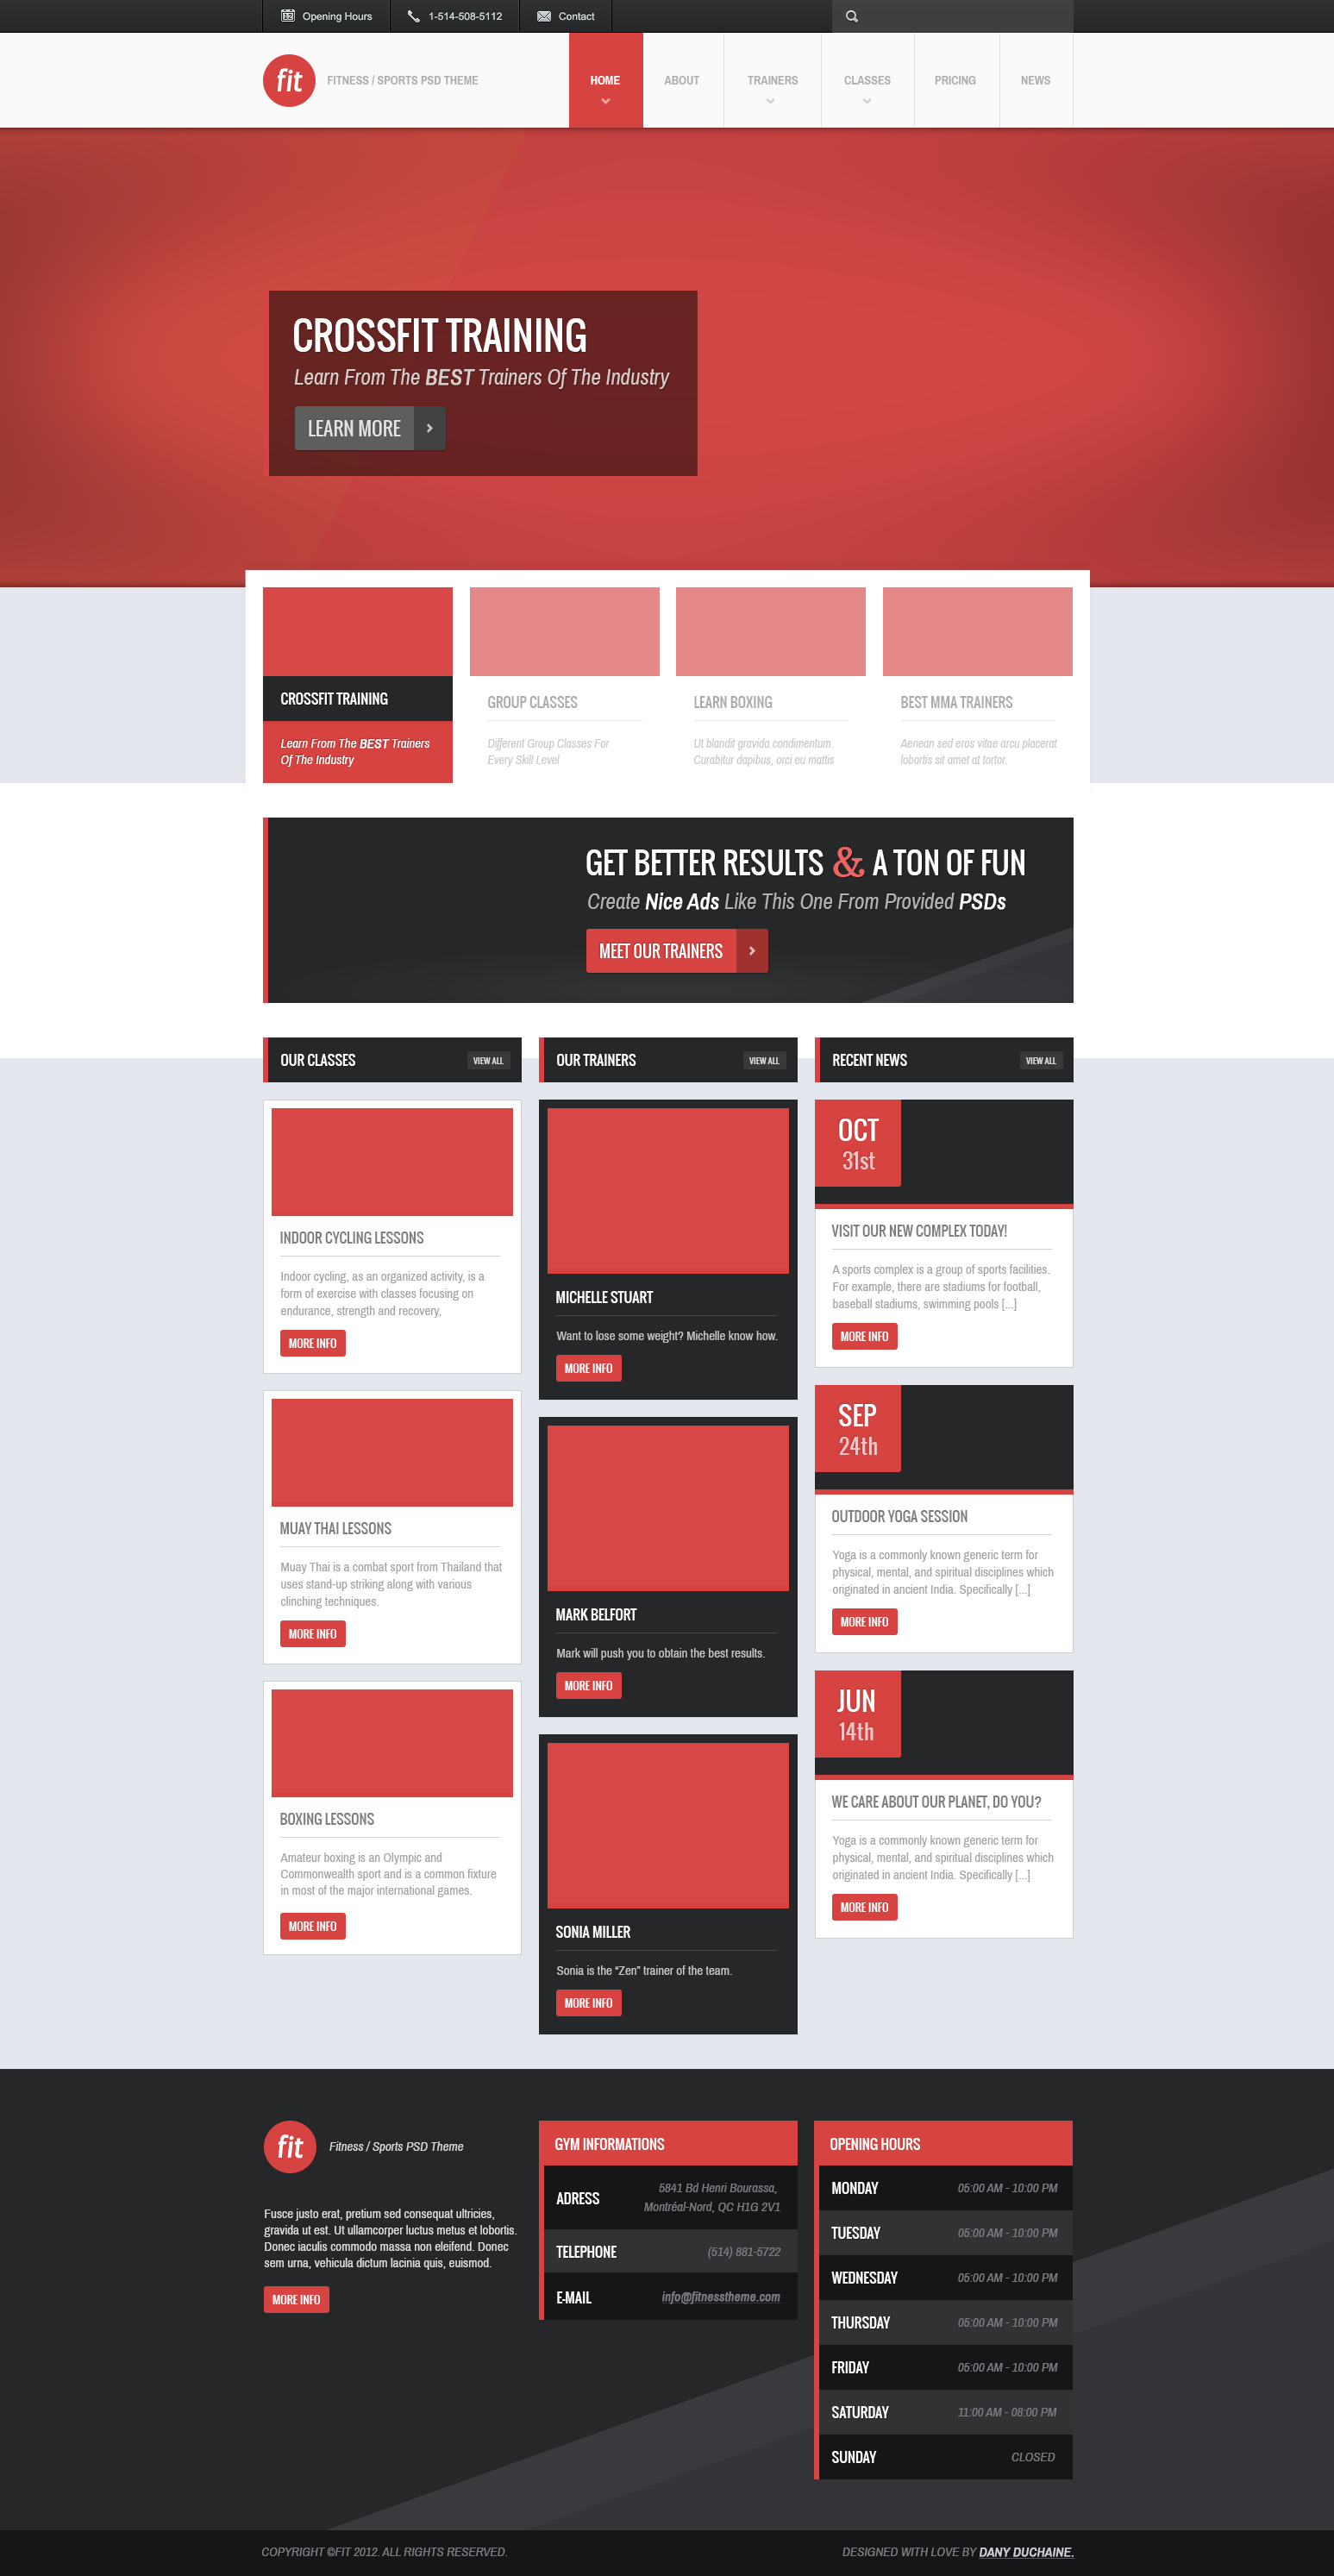 Opening Hours
1-514-508-5112
Contact
fit
FITNESS / SPORTS PSD THEME
HOME
ABOUT
TRAINERS
CLASSES
PRICING
NEWS
CROSSFIT TRAINING
Learn From The BEST Trainers Of The Industry
LEARN MORE
CROSSFIT TRAINING
Learn From The BEST Trainers
Of The Industry
GROUP CLASSES
Different Group Classes For
Every Skill Level
LEARN BOXING
Ut blandit gravida condimentum.
Curabitur dapibus, orci eu mattis
BEST MMA TRAINERS
Aenean sed eros vitae arcu placerat
lobortis sit amet at tortor.
GET BETTER RESULTS & A TON OF FUN
Create Nice Ads Like This One From Provided PSDs
MEET OUR TRAINERS
OUR CLASSES
VIEW ALL
INDOOR CYCLING LESSONS
Indoor cycling, as an organized activity, is a
form of exercise with classes focusing on
endurance, strength and recovery,
MORE INFO
MUAY THAI LESSONS
Muay Thai is a combat sport from Thailand that
uses stand-up striking along with various
clinching techniques.
MORE INFO
BOXING LESSONS
Amateur boxing is an Olympic and
Commonwealth sport and is a common fixture
in most of the major international games.
MORE INFO
OUR TRAINERS
VIEW ALL
MICHELLE STUART
Want to lose some weight? Michelle know how.
MORE INFO
MARK BELFORT
Mark will push you to obtain the best results.
MORE INFO
SONIA MILLER
Sonia is the “Zen” trainer of the team.
MORE INFO
RECENT NEWS
VIEW ALL
OCT
31st
VISIT OUR NEW COMPLEX TODAY!
A sports complex is a group of sports facilities.
For example, there are stadiums for football,
baseball stadiums, swimming pools [...]
MORE INFO
SEP
24th
OUTDOOR YOGA SESSION
Yoga is a commonly known generic term for
physical, mental, and spiritual disciplines which
originated in ancient India. Specifically [...]
MORE INFO
JUN
14th
WE CARE ABOUT OUR PLANET, DO YOU?
Yoga is a commonly known generic term for
physical, mental, and spiritual disciplines which
originated in ancient India. Specifically [...]
MORE INFO
fit
Fitness / Sports PSD Theme
Fusce justo erat, pretium sed consequat ultricies,
gravida ut est. Ut ullamcorper luctus metus et lobortis.
Donec iaculis commodo massa non eleifend. Donec
sem urna, vehicula dictum lacinia quis, euismod.
MORE INFO
GYM INFORMATIONS
ADRESS
5841 Bd Henri Bourassa,
Montréal-Nord, QC H1G 2V1
TELEPHONE
(514) 881-5722
E-MAIL
info@fitnesstheme.com
OPENING HOURS
MONDAY
05:00 AM - 10:00 PM
TUESDAY
05:00 AM - 10:00 PM
WEDNESDAY
05:00 AM - 10:00 PM
THURSDAY
05:00 AM - 10:00 PM
FRIDAY
05:00 AM - 10:00 PM
SATURDAY
11:00 AM - 08:00 PM
SUNDAY
CLOSED
COPYRIGHT ©FIT 2012. ALL RIGHTS RESERVED.
DESIGNED WITH LOVE BY DANY DUCHAINE.